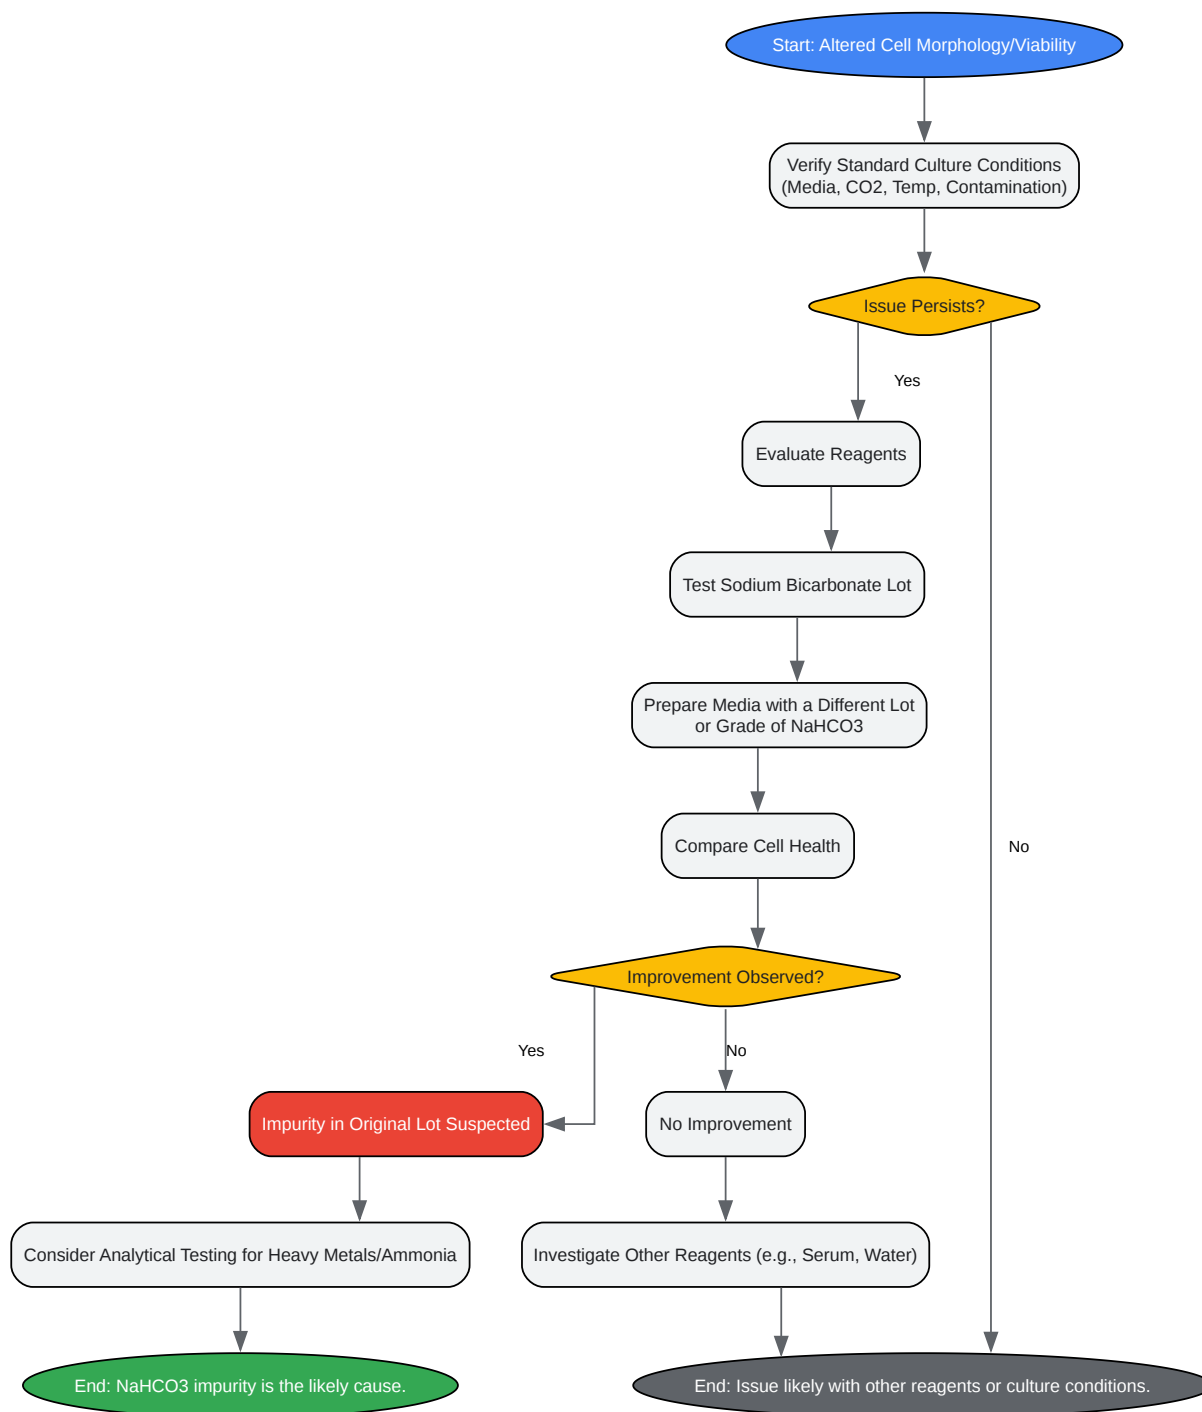 Start: Altered Cell Morphology/Viability
Verify Standard Culture Conditions
(Media, CO2, Temp, Contamination)
Issue Persists?
Yes
Evaluate Reagents
Test Sodium Bicarbonate Lot
Prepare Media with a Different Lot
or Grade of NaHCO3
Compare Cell Health
No
Improvement Observed?
Yes
No
Impurity in Original Lot Suspected
No Improvement
Consider Analytical Testing for Heavy Metals/Ammonia
Investigate Other Reagents (e.g., Serum, Water)
End: NaHCO3 impurity is the likely cause.
End: Issue likely with other reagents or culture conditions.